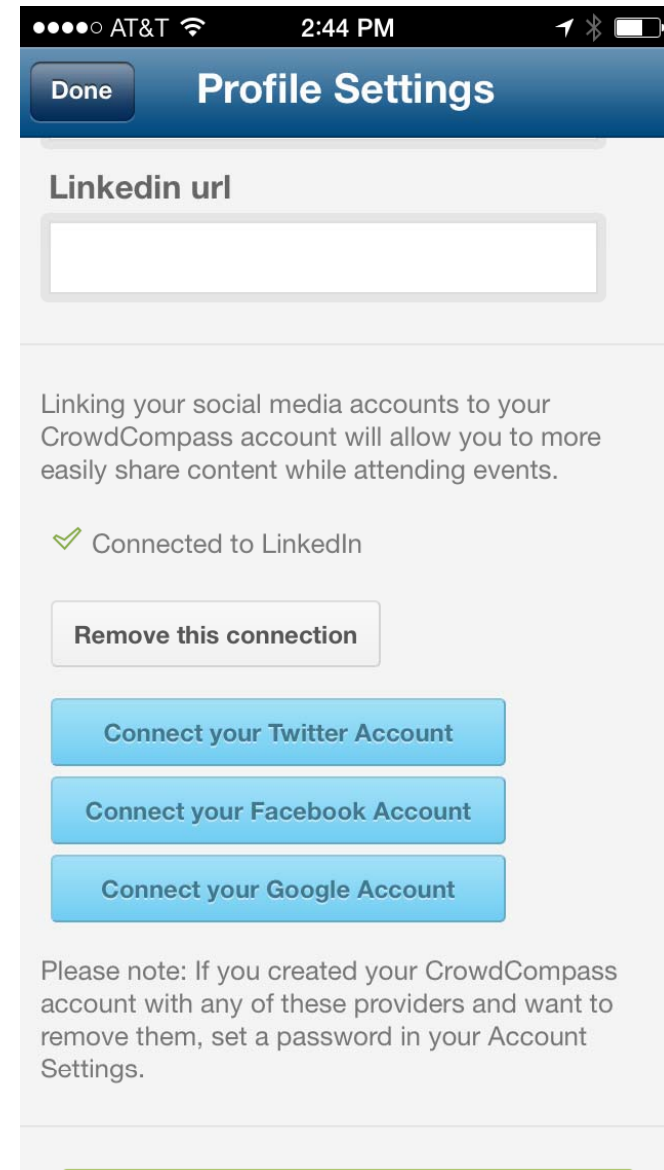 AT&T 2:44 PM
Done Profile Settings
Linkedin url
Linking your social media accounts to your
CrowdCompass account will allow you to more
easily share content while attending events.
Connected to LinkedIn
Remove this connection
Connect your Twitter Account
Connect your Facebook Account
Connect your Google Account
Please note: If you created your CrowdCompass
account with any of these providers and want to
remove them, set a password in your Account
Settings.